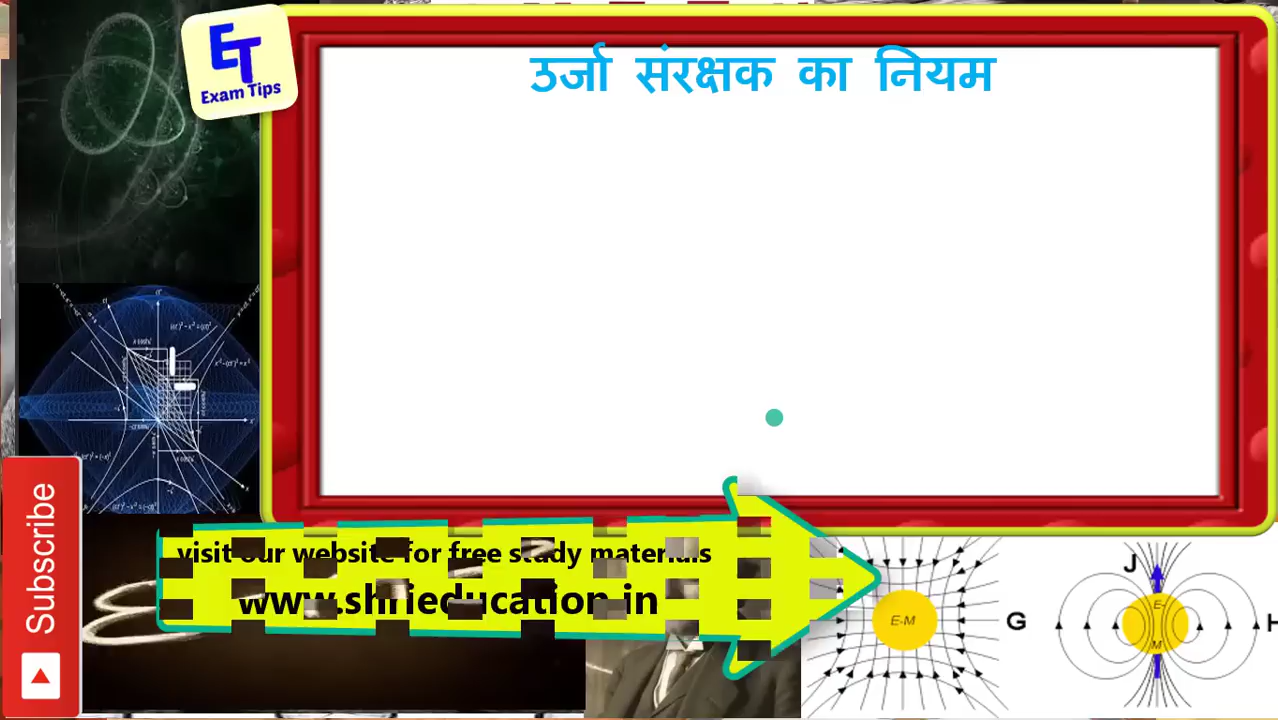 ET
Exam Tips
उर्जा संरक्षक का नियम
Subscribe
visit our website for free study materials
www.shrieducation.in
E-M
G
J
E-
M
H